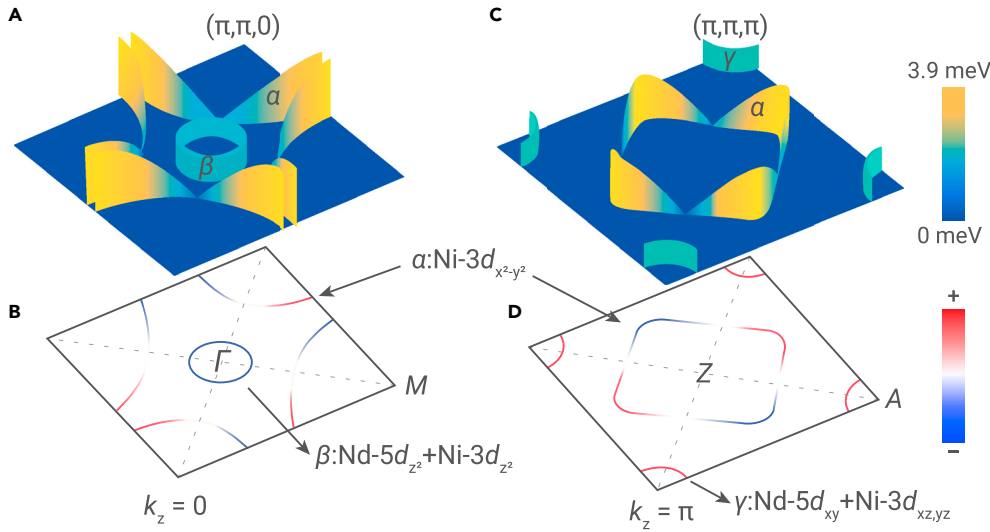 A
(π,π,0)
α
β
C
(π,π,π)
γ
α
3.9 meV
0 meV
α:Ni-3dx²-y²
B
Γ
M
β:Nd-5dz²+Ni-3dz²
kz = 0
D
Z
A
γ:Nd-5dxy+Ni-3dxz,yz
kz = π
+
−